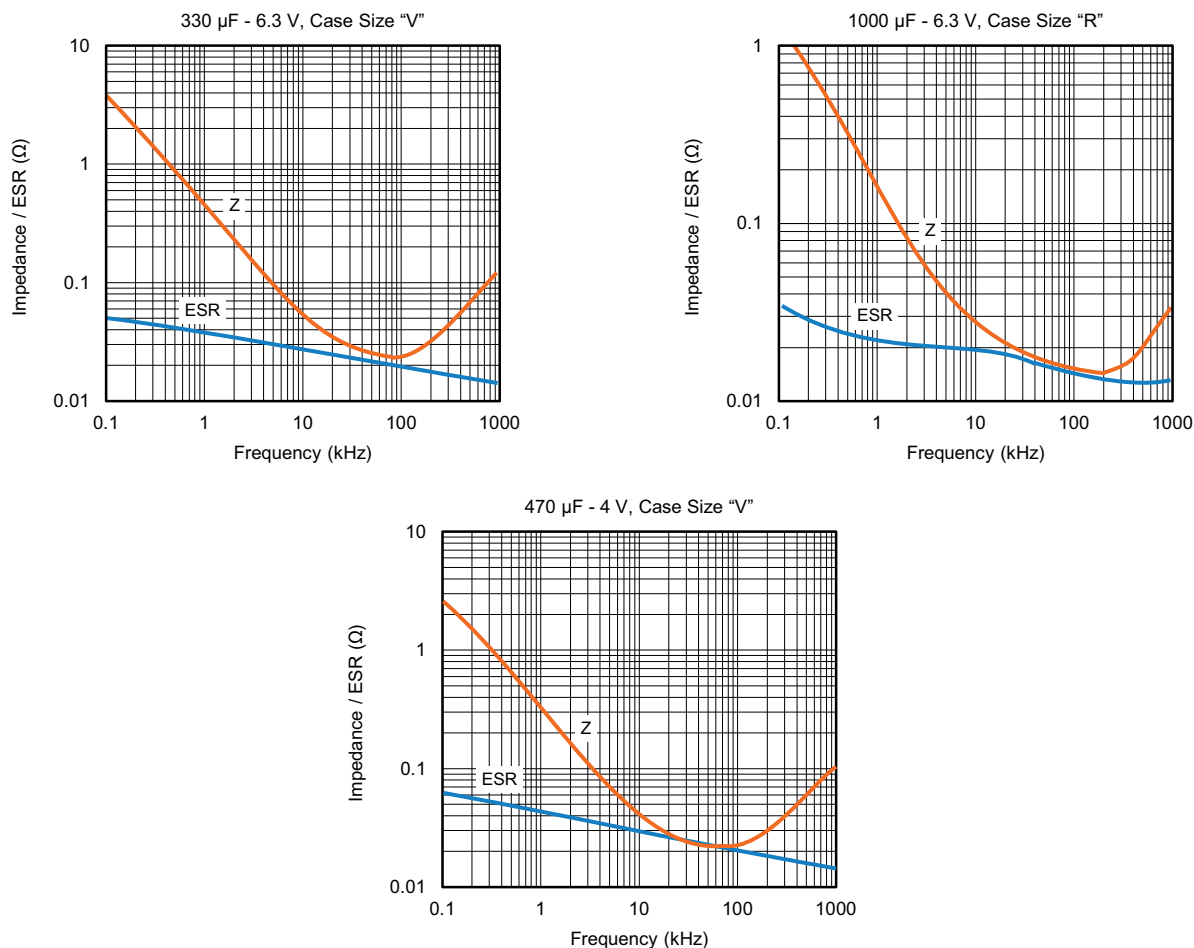 330 µF - 6.3 V, Case Size “V”
10
1
0.1
0.01
Impedance / ESR (Ω)
Z
ESR
0.1 1 10 100 1000
Frequency (kHz)
1000 µF - 6.3 V, Case Size “R”
1
0.1
0.01
Impedance / ESR (Ω)
Z
ESR
0.1 1 10 100 1000
Frequency (kHz)
470 µF - 4 V, Case Size “V”
10
1
0.1
0.01
Impedance / ESR (Ω)
Z
ESR
0.1 1 10 100 1000
Frequency (kHz)